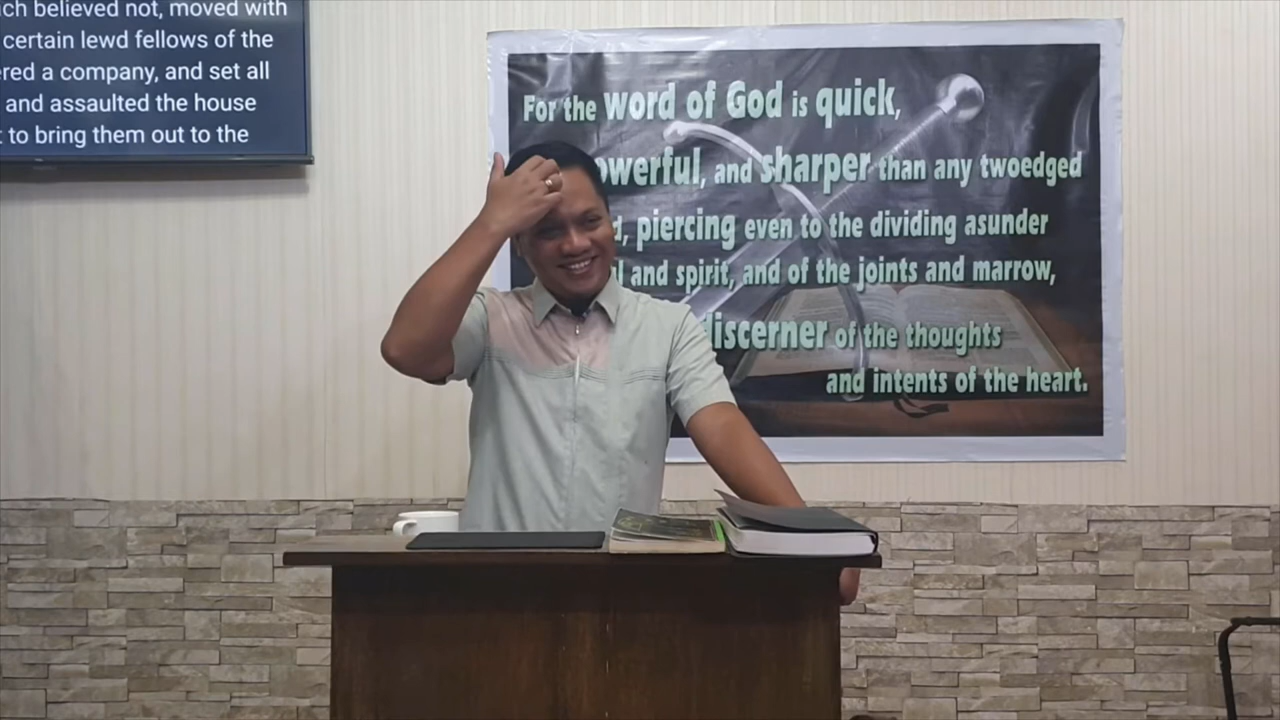 ch believed not, moved with
certain lewd fellows of the
red a company, and set all
and assaulted the house
to bring them out to the
For the word of God is quick,
werful, and sharper than any twoedged
piercing even to the dividing asunder
and spirit, and of the joints and marrow,
discerner of the thoughts
and intents of the heart.